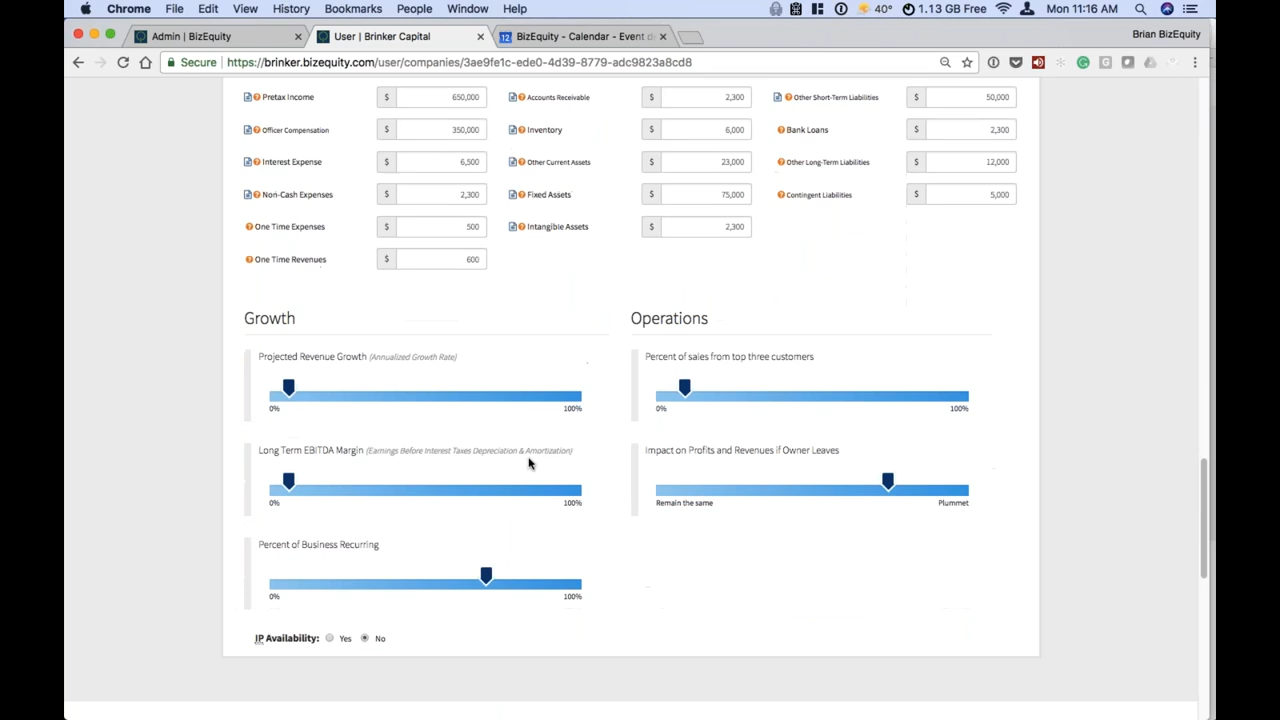 Chrome File Edit View History Bookmarks People Window Help 40° 1.13 GB Free Mon 11:16 AM
Admin | BizEquity User | Brinker Capital 12 BizEquity - Calendar - Event de Brian BizEquity
Secure https://brinker.bizequity.com/user/companies/3ae9fe1c-ede0-4d39-8779-adc9823a8cd8
Pretax Income $ 650,000 Accounts Receivable $ 2,300 Other Short-Term Liabilities $ 50,000
Officer Compensation $ 350,000 Inventory $ 6,000 Bank Loans $ 2,300
Interest Expense $ 6,500 Other Current Assets $ 23,000 Other Long-Term Liabilities $ 12,000
Non-Cash Expenses $ 2,300 Fixed Assets $ 75,000 Contingent Liabilities $ 5,000
One Time Expenses $ 500 Intangible Assets $ 2,300
One Time Revenues $ 600
Growth Operations
Projected Revenue Growth (Annualized Growth Rate) Percent of sales from top three customers
0% 100% 0% 100%
Long Term EBITDA Margin (Earnings Before Interest Taxes Depreciation & Amortization) Impact on Profits and Revenues if Owner Leaves
0% 100% Remain the same Plummet
Percent of Business Recurring
0% 100%
IP Availability: Yes No